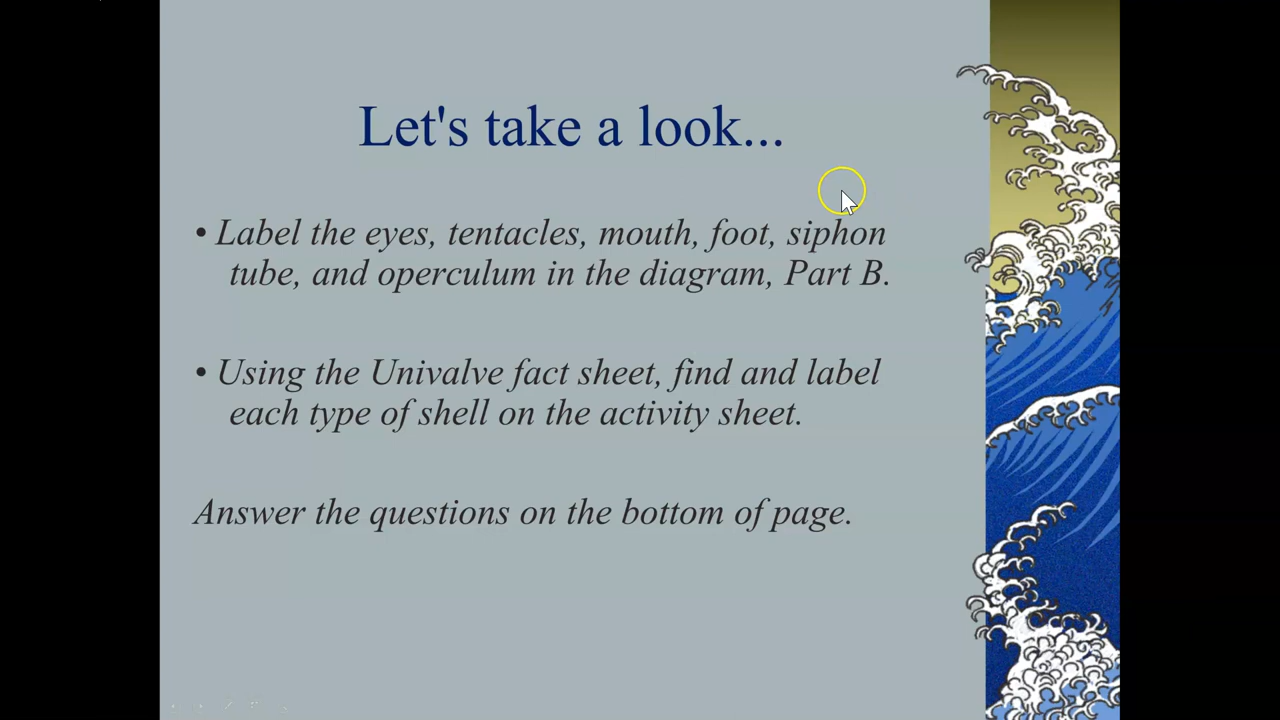 Let's take a look...
• Label the eyes, tentacles, mouth, foot, siphon
tube, and operculum in the diagram, Part B.
• Using the Univalve fact sheet, find and label
each type of shell on the activity sheet.
Answer the questions on the bottom of page.